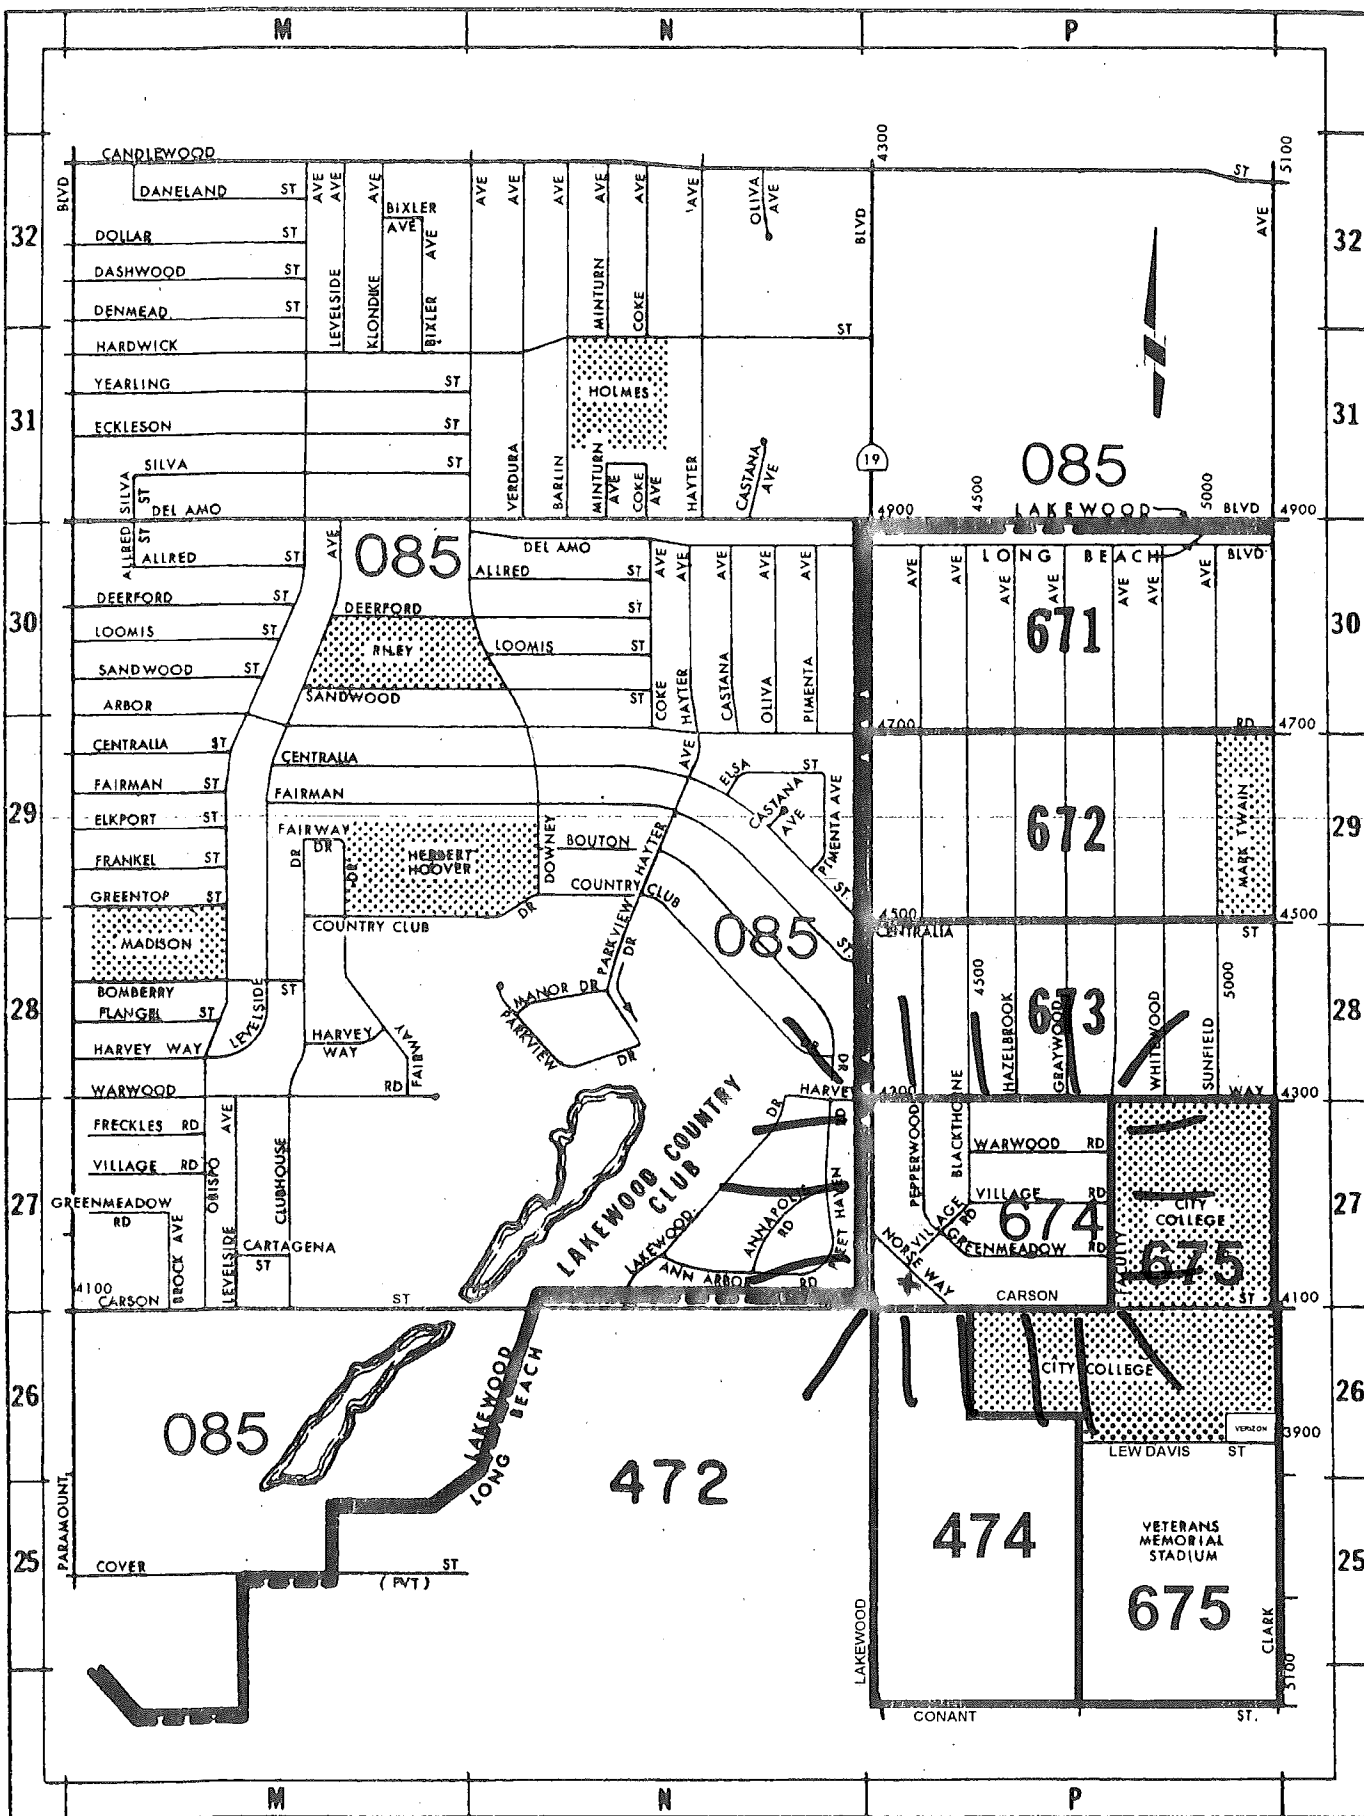 M N P
4300
5100
CANDLEWOOD ST
BLVD
DANELAND ST
AVE AVE AVE
BIXLER AVE
AVE
AVE AVE AVE AVE AVE AVE
OLIVA AVE
BLVD
AVE
32 32
DOLLAR ST
DASHWOOD ST
DENMEAD ST
LEVELSIDE
KLONDIKE
BIXLER
MINTURN
COKE
HARDWICK ST
YEARLING ST
HOLMES
31 31
ECKLESON ST
SILVA ST
19
085
ALLRED SILVA ST
VERDURA
BARLIN
MINTURN AVE
COKE AVE
HAYTER
CASTANA AVE
4500
5000
DEL AMO
4900 LAKEWOOD BLVD 4900
ALLRED ST
ALLRED ST
AVE
085
DEL AMO
LONG BEACH BLVD
ALLRED ST
AVE AVE AVE AVE AVE
AVE AVE AVE AVE AVE AVE AVE
DEERFORD ST
DEERFORD ST
30 671 30
LOOMIS ST
RILEY
LOOMIS ST
SANDWOOD ST
SANDWOOD ST
COKE
HAYTER
CASTANA
OLIVA
PIMENTA
ARBOR
4700 RD 4700
CENTRALIA ST
CENTRALIA
AVE
ELSA ST
FAIRMAN ST
FAIRMAN
CASTANA AVE
PIMENTA AVE
29 672 29
MARK TWAIN
ELKPORT ST
FAIRWAY DR
DR
DR
HERBERT HOOVER
DOWNEY
BOUTON
HAYTER
FRANKEL ST
COUNTRY CLUB
DR
GREENTOP ST
COUNTRY CLUB
ST.
4500 4500
CENTRALIA ST
085
MADISON
PARKVIEW DR
ST.
BOMBERRY ST
MANOR DR
4500
5000
28 673 28
FLANGEL ST
LEVELSIDE
PARKVIEW DR
HARVEY WAY
HARVEY WAY
FAIRWAY
DR
DR
HAZELBROOK
GRAYWOOD
WHITEWOOD
SUNFIELD
WARWOOD RD
FAIR
HARVEY 4300 WAY 4300
FRECKLES RD
AVE
LAKEWOOD COUNTRY CLUB
DR
RD
PEPPERWOOD
BLACKTHORNE
WARWOOD RD
VILLAGE RD
OBISPO
CLUBHOUSE
VILLAGE RD
27 27
GREENMEADOW RD
BROCK AVE
LEVELSIDE
CARTAGENA ST
LAKEWOOD
ANNAPOLIS RD
FLEET HAVEN
ANN ARBOR RD
VILLAGE RD
NORSE WAY
674
GREENMEADOW RD
CITY COLLEGE
675
FACULTY
4100
CARSON ST
CARSON ST 4100
CITY COLLEGE
26 26
LAKEWOOD
LONG BEACH
085
VERIZON
3900
LEW DAVIS ST
472
474
VETERANS MEMORIAL STADIUM
675
PARAMOUNT
25 25
COVER ST
(PVT)
LAKEWOOD
CLARK
CONANT ST.
M N P